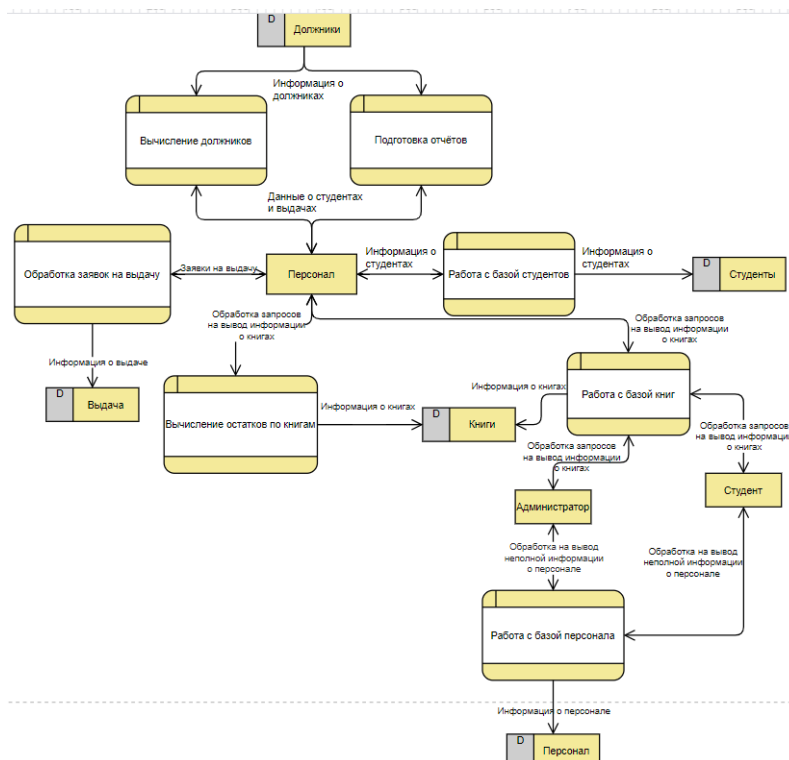 D
Должники
Информация о
должниках
Вычисление должников
Подготовка отчётов
Данные о студентах
и выдачах
Обработка заявок на выдачу
Заявки на выдачу
Персонал
Информация о
студентах
Работа с базой студентов
Информация о
студентах
D
Студенты
Обработка запросов
на вывод информации
о книгах
Обработка запросов
на вывод информации
о книгах
Информация о выдаче
D
Выдача
Вычисление остатков по книгам
Информация о книгах
D
Книги
Информация о книгах
Работа с базой книг
Обработка запросов
на вывод информации
о книгах
Обработка запросов
на вывод информации
о книгах
Администратор
Студент
Обработка на вывод
неполной информации
о персонале
Обработка на вывод
неполной информации
о персонале
Работа с базой персонала
Информация о персонале
D
Персонал